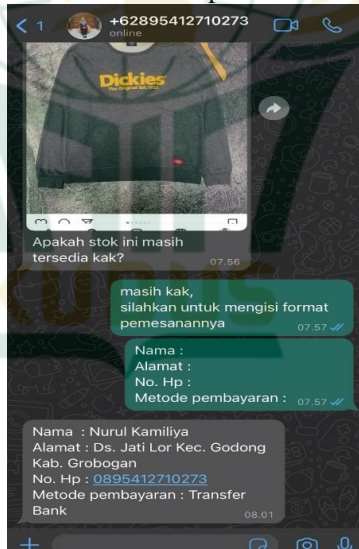 1
+62895412710273
online
Dickies
Apakah stok ini masih
tersedia kak?
07.56
masih kak,
silahkan untuk mengisi format
pemesanannya
07.57
Nama :
Alamat :
No. Hp :
Metode pembayaran :
07.57
Nama : Nurul Kamiliya
Alamat : Ds. Jati Lor Kec. Godong
Kab. Grobogan
No. Hp : 0895412710273
Metode pembayaran : Transfer
Bank
08.01